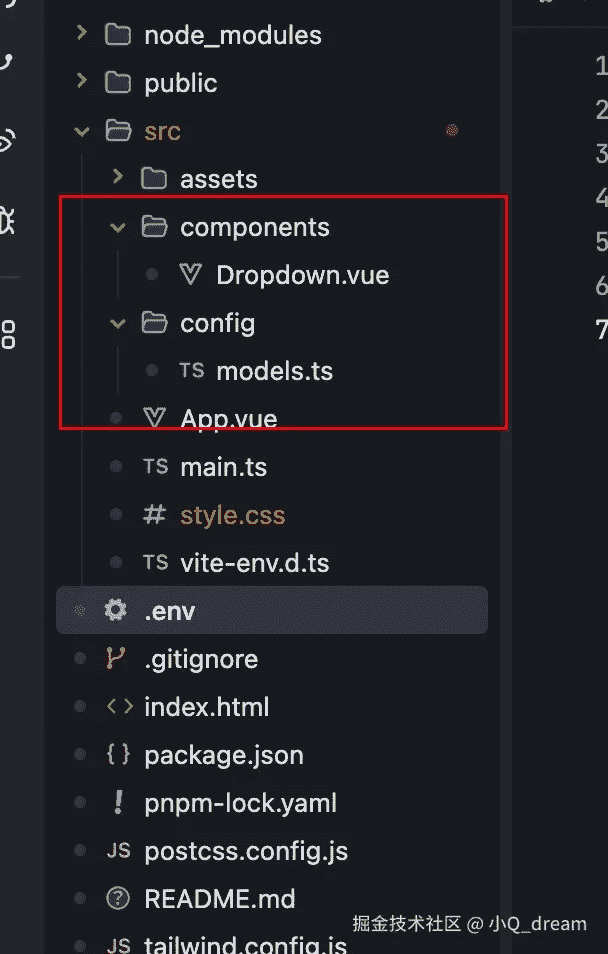 node_modules
public
src
assets
components
Dropdown.vue
config
TS models.ts
App.vue
TS main.ts
# style.css
TS vite-env.d.ts
.env
.gitignore
<> index.html
{} package.json
! pnpm-lock.yaml
JS postcss.config.js
README.md
JS tailwind.config.js
掘金技术社区 @ 小Q_dream
1
2
3
4
5
6
7